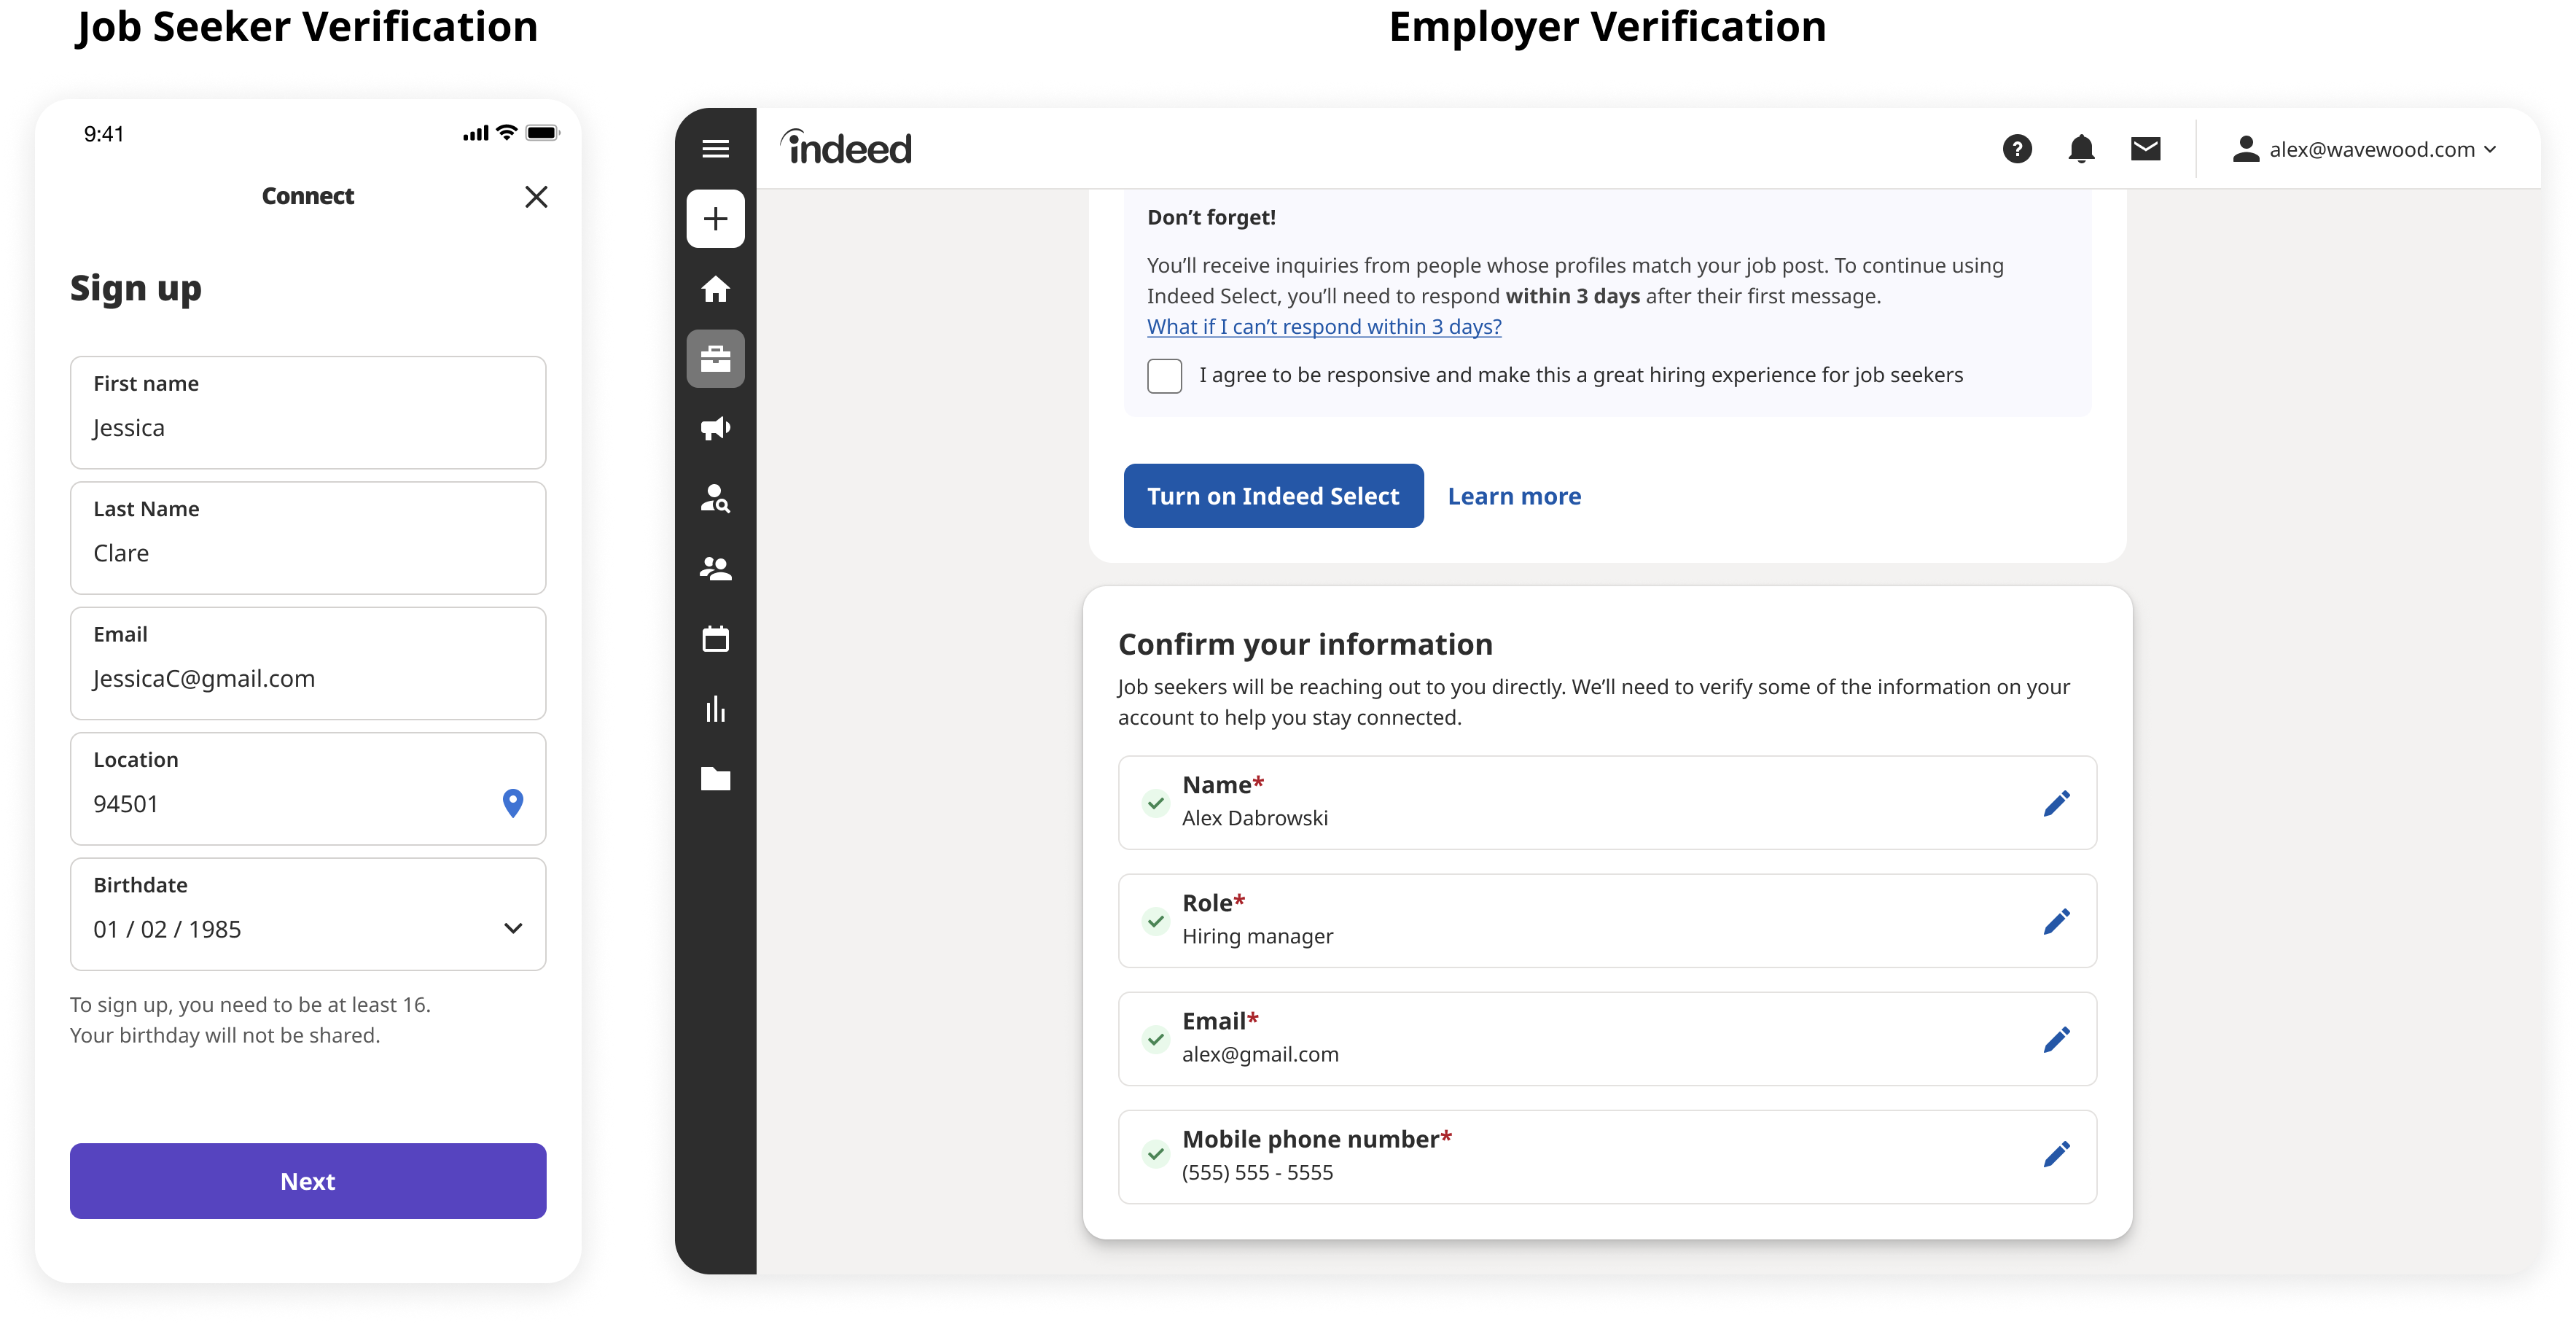 Job Seeker Verification
9:41
Connect
Sign up
First name
Jessica
Last Name
Clare
Email
JessicaC@gmail.com
Location
94501
Birthdate
01 / 02 / 1985
To sign up, you need to be at least 16.
Your birthday will not be shared.
Next
Employer Verification
indeed
alex@wavewood.com
Don’t forget!
You’ll receive inquiries from people whose profiles match your job post. To continue using
Indeed Select, you’ll need to respond within 3 days after their first message.
What if I can’t respond within 3 days?
I agree to be responsive and make this a great hiring experience for job seekers
Turn on Indeed Select
Learn more
Confirm your information
Job seekers will be reaching out to you directly. We’ll need to verify some of the information on your
account to help you stay connected.
Name*
Alex Dabrowski
Role*
Hiring manager
Email*
alex@gmail.com
Mobile phone number*
(555) 555 - 5555